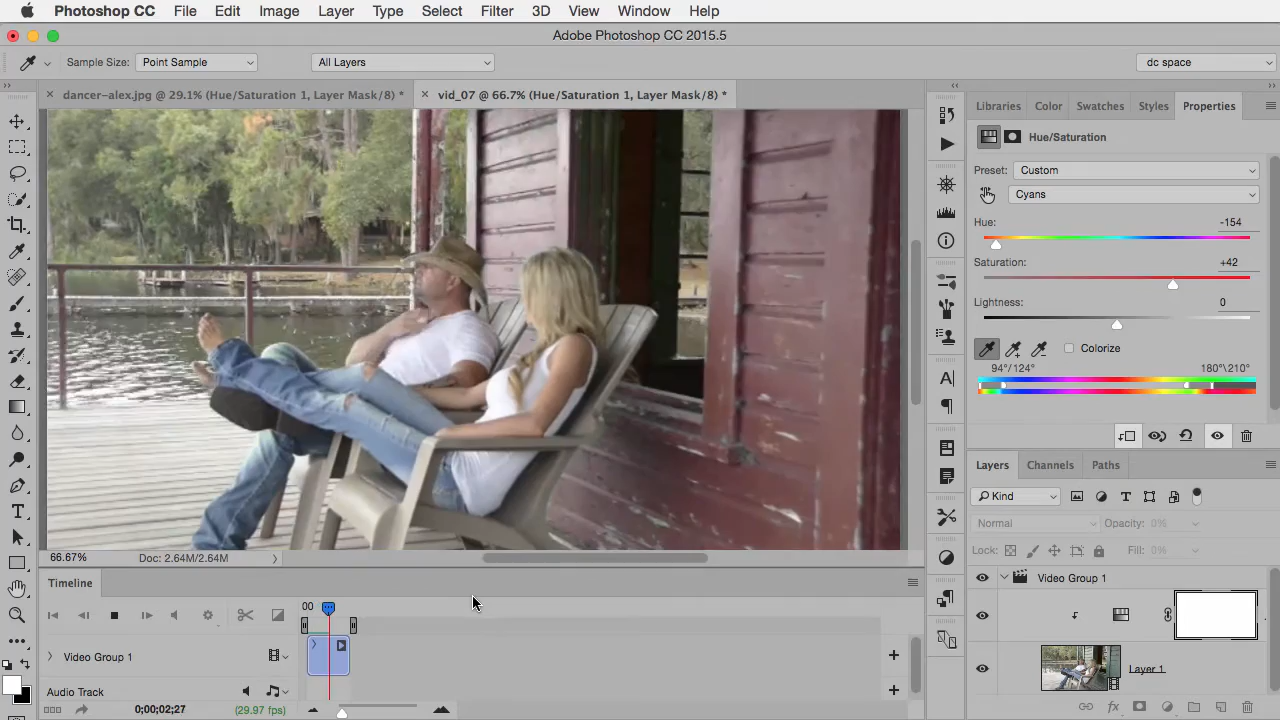 Photoshop CC File Edit Image Layer Type Select Filter 3D View Window Help
Adobe Photoshop CC 2015.5
Sample Size: Point Sample All Layers dc space
dancer-alex.jpg @ 29.1% (Hue/Saturation 1, Layer Mask/8) * vid_07 @ 66.7% (Hue/Saturation 1, Layer Mask/8) *
Libraries Color Swatches Styles Properties
Hue/Saturation
Preset: Custom
Cyans
Hue: -154
Saturation: +42
Lightness: 0
Colorize
94°/124° 180°\210°
Layers Channels Paths
Kind
Normal Opacity: 0%
Lock: Fill: 0%
Video Group 1
Layer 1
66.67% Doc: 2.64M/2.64M
Timeline
00
Video Group 1
Audio Track
0;00;02;27 (29.97 fps)